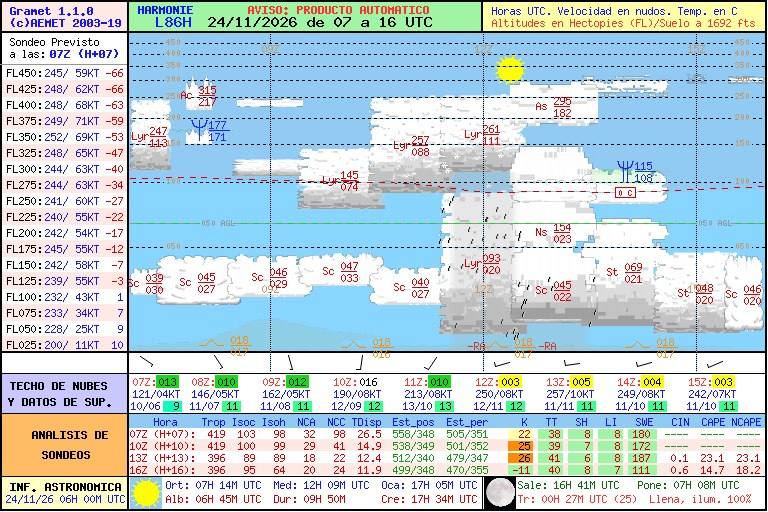 Gramet 1.1.0
(c)AEMET 2003-19
HARMONIE
L86H
AVISO: PRODUCTO AUTOMATICO
24/11/2026 de 07 a 16 UTC
Horas UTC. Velocidad en nudos. Temp. en C
Altitudes en Hectopies (FL)/Suelo a 1692 fts
Sondeo Previsto
a las: 07Z (H+07)
FL450:245/ 59KT -66
FL425:248/ 62KT -66
FL400:248/ 68KT -63
FL375:249/ 71KT -59
FL350:252/ 69KT -53
FL325:248/ 65KT -47
FL300:244/ 63KT -40
FL275:244/ 63KT -34
FL250:241/ 60KT -27
FL225:240/ 55KT -22
FL200:242/ 54KT -17
FL175:245/ 55KT -12
FL150:242/ 58KT -7
FL125:239/ 55KT -3
FL100:232/ 43KT 1
FL075:233/ 34KT 7
FL050:228/ 25KT 9
FL025:200/ 11KT 10
Ac 315
217
177
171
Lyr 247
113
Lyr 145
074
Lyr 257
088
Lyr 261
111
As 295
182
115
108
0 C
050 AGL
050 AGL
Ns 154
023
Lyr 093
020
Sc 039
030
Sc 045
027
Sc 046
029
Sc 047
033
Sc 040
027
Sc 045
022
St 069
021
St 048
020
Sc 046
020
018
017
018
016
-RA
018
017
-RA
TECHO DE NUBES
Y DATOS DE SUP.
07Z: 013 08Z: 010 09Z: 012 10Z: 016 11Z: 010 12Z: 003 13Z: 005 14Z: 004 15Z: 003
121/04KT 146/05KT 162/05KT 190/08KT 213/08KT 250/08KT 257/10KT 249/08KT 242/07KT
10/06 9 11/07 11 11/08 11 12/09 12 13/10 13 12/11 12 11/10 11 11/10 11 11/10 11
ANALISIS DE
SONDEOS
Hora Trop Isoc Isoh NCA NCC TDisp Est_pos Est_per K TT SH LI SWE CIN CAPE NCAPE
07Z (H+07): 419 103 98 32 98 26.5 558/348 505/351 22 38 8 8 180 ---- ---- ----
10Z (H+10): 419 100 99 29 41 14.9 538/349 501/352 25 39 7 8 172 ---- ---- ----
13Z (H+13): 396 89 89 18 22 12.4 512/340 479/347 26 41 6 8 187 0.1 23.1 23.1
16Z (H+16): 396 95 64 20 24 11.9 499/348 470/355 -11 40 7 8 111 0.6 14.7 18.2
INF. ASTRONOMICA
24/11/26 06H 00M UTC
Ort: 07H 14M UTC Med: 12H 09M UTC Oca: 17H 05M UTC
Alb: 06H 45M UTC Dur: 09H 50M Cre: 17H 34M UTC
Sale: 16H 41M UTC Pone: 07H 08M UTC
Tr: 00H 27M UTC (25) Llena, ilum. 100%